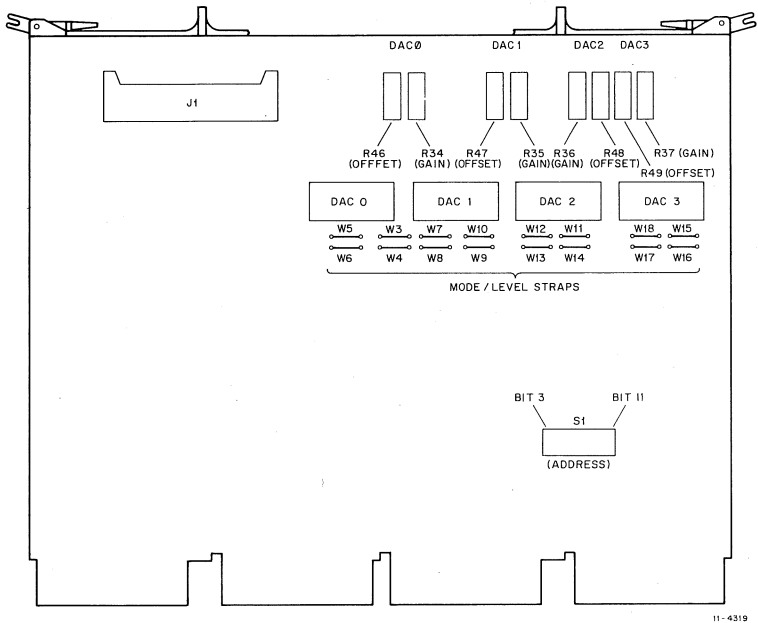 DACØ DAC1 DAC2 DAC3
J1
R46 R34 R47 R35 R36 R48 R37 (GAIN)
(OFFFET) (GAIN) (OFFSET) (GAIN) (GAIN) (OFFSET)
R49 (OFFSET)
DAC 0 DAC 1 DAC 2 DAC 3
W5 W3 W7 W10 W12 W11 W18 W15
W6 W4 W8 W9 W13 W14 W17 W16
MODE / LEVEL STRAPS
BIT 3 BIT 11
S1
(ADDRESS)
11-4319